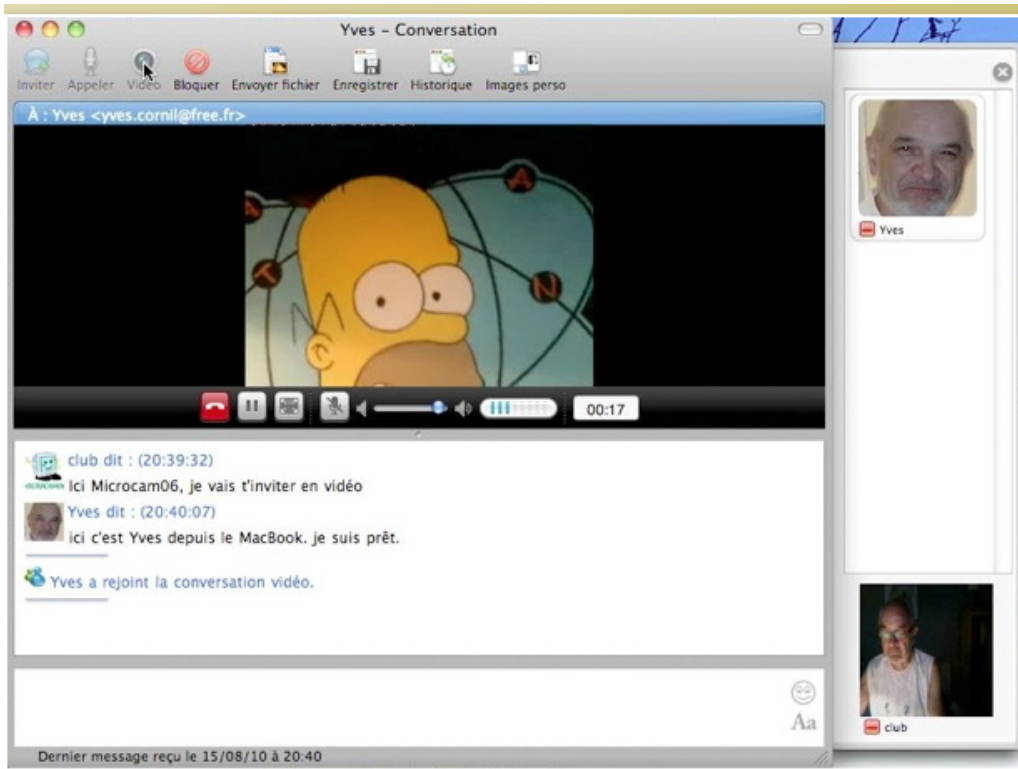 Yves – Conversation
Inviter Appeler Vidéo Bloquer Envoyer fichier Enregistrer Historique Images perso
À : Yves <yves.cornil@free.fr>
A
A
T
N
00:17
club dit : (20:39:32)
Ici Microcam06, je vais t'inviter en vidéo
Yves dit : (20:40:07)
ici c'est Yves depuis le MacBook. je suis prêt.
Yves a rejoint la conversation vidéo.
Aa
Dernier message reçu le 15/08/10 à 20:40
Yves
club